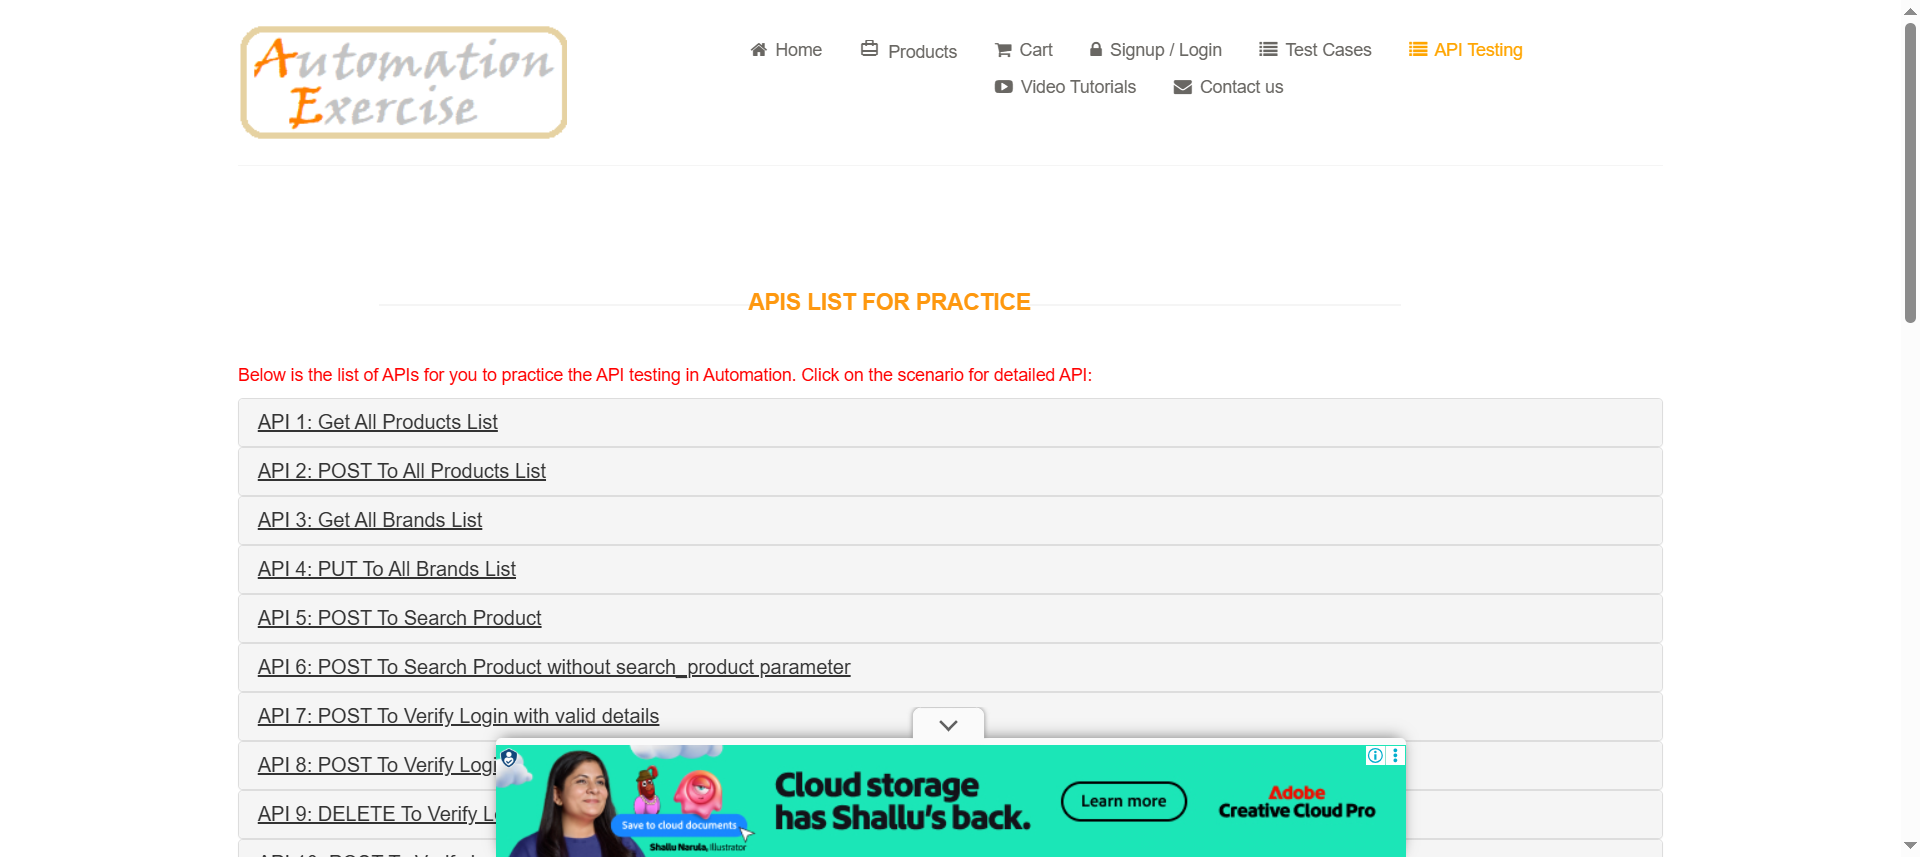 Automation
Exercise
Home
Products
Cart
Signup / Login
Test Cases
API Testing
Video Tutorials
Contact us
APIS LIST FOR PRACTICE
Below is the list of APIs for you to practice the API testing in Automation. Click on the scenario for detailed API:
API 1: Get All Products List
API 2: POST To All Products List
API 3: Get All Brands List
API 4: PUT To All Brands List
API 5: POST To Search Product
API 6: POST To Search Product without search_product parameter
API 7: POST To Verify Login with valid details
API 8: POST To Verify
API 9: DELETE To Verify
Cloud storage
has Shallu's back.
Learn more
Adobe
Creative Cloud Pro
Save to cloud documents
Shallu Narula, Illustrator